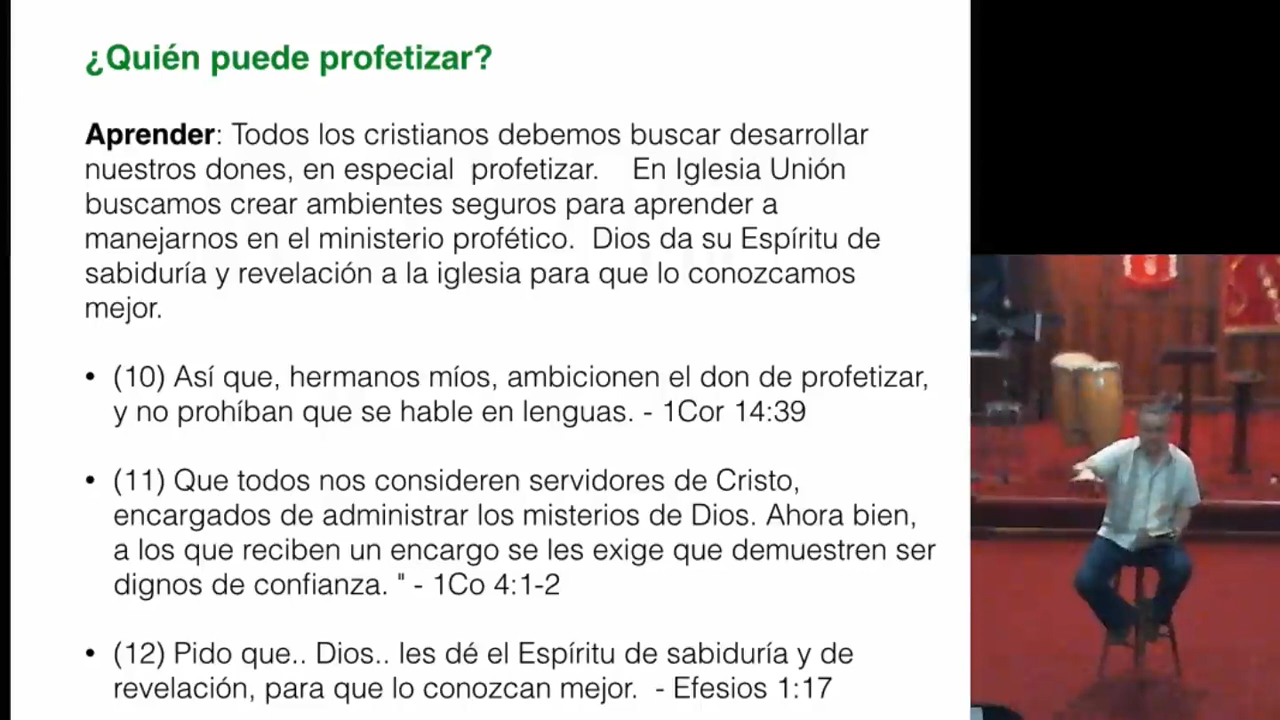 ¿Quién puede profetizar?
Aprender: Todos los cristianos debemos buscar desarrollar
nuestros dones, en especial profetizar. En Iglesia Unión
buscamos crear ambientes seguros para aprender a
manejarnos en el ministerio profético. Dios da su Espíritu de
sabiduría y revelación a la iglesia para que lo conozcamos
mejor.
• (10) Así que, hermanos míos, ambicionen el don de profetizar,
y no prohíban que se hable en lenguas. - 1Cor 14:39
• (11) Que todos nos consideren servidores de Cristo,
encargados de administrar los misterios de Dios. Ahora bien,
a los que reciben un encargo se les exige que demuestren ser
dignos de confianza. " - 1Co 4:1-2
• (12) Pido que.. Dios.. les dé el Espíritu de sabiduría y de
revelación, para que lo conozcan mejor. - Efesios 1:17